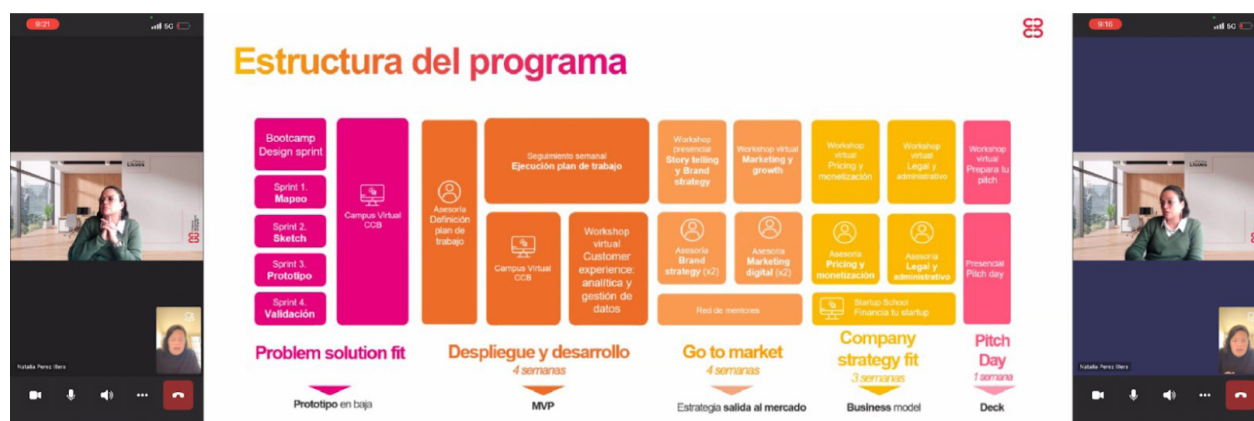 9:21
5G
Natalia Perez Illera
Estructura del programa
Bootcamp
Design sprint
Sprint 1.
Mapeo
Sprint 2.
Sketch
Sprint 3.
Prototipo
Sprint 4.
Validación
Campus Virtual
CCB
Problem solution fit
Prototipo en baja
Asesoría
Definición
plan de
trabajo
Seguimiento semanal
Ejecución plan de trabajo
Campus Virtual
CCB
Workshop
virtual
Customer
experience:
analítica y
gestión de
datos
Despliegue y desarrollo
4 semanas
MVP
Workshop
presencial
Story telling
y Brand
strategy
Workshop virtual
Marketing y
growth
Asesoría
Brand
strategy (x2)
Asesoría
Marketing
digital (x2)
Red de mentores
Go to market
4 semanas
Estrategia salida al mercado
Workshop
virtual
Pricing y
monetización
Workshop
virtual
Legal y
administrativo
Asesoría
Pricing y
monetización
Asesoría
Legal y
administrativo
Startup School
Financia tu startup
Company
strategy fit
3 semanas
Business model
Workshop
virtual
Prepara tu
pitch
Presencial
Pitch day
Pitch
Day
1 semana
Deck
9:16
5G
Natalia Perez Illera